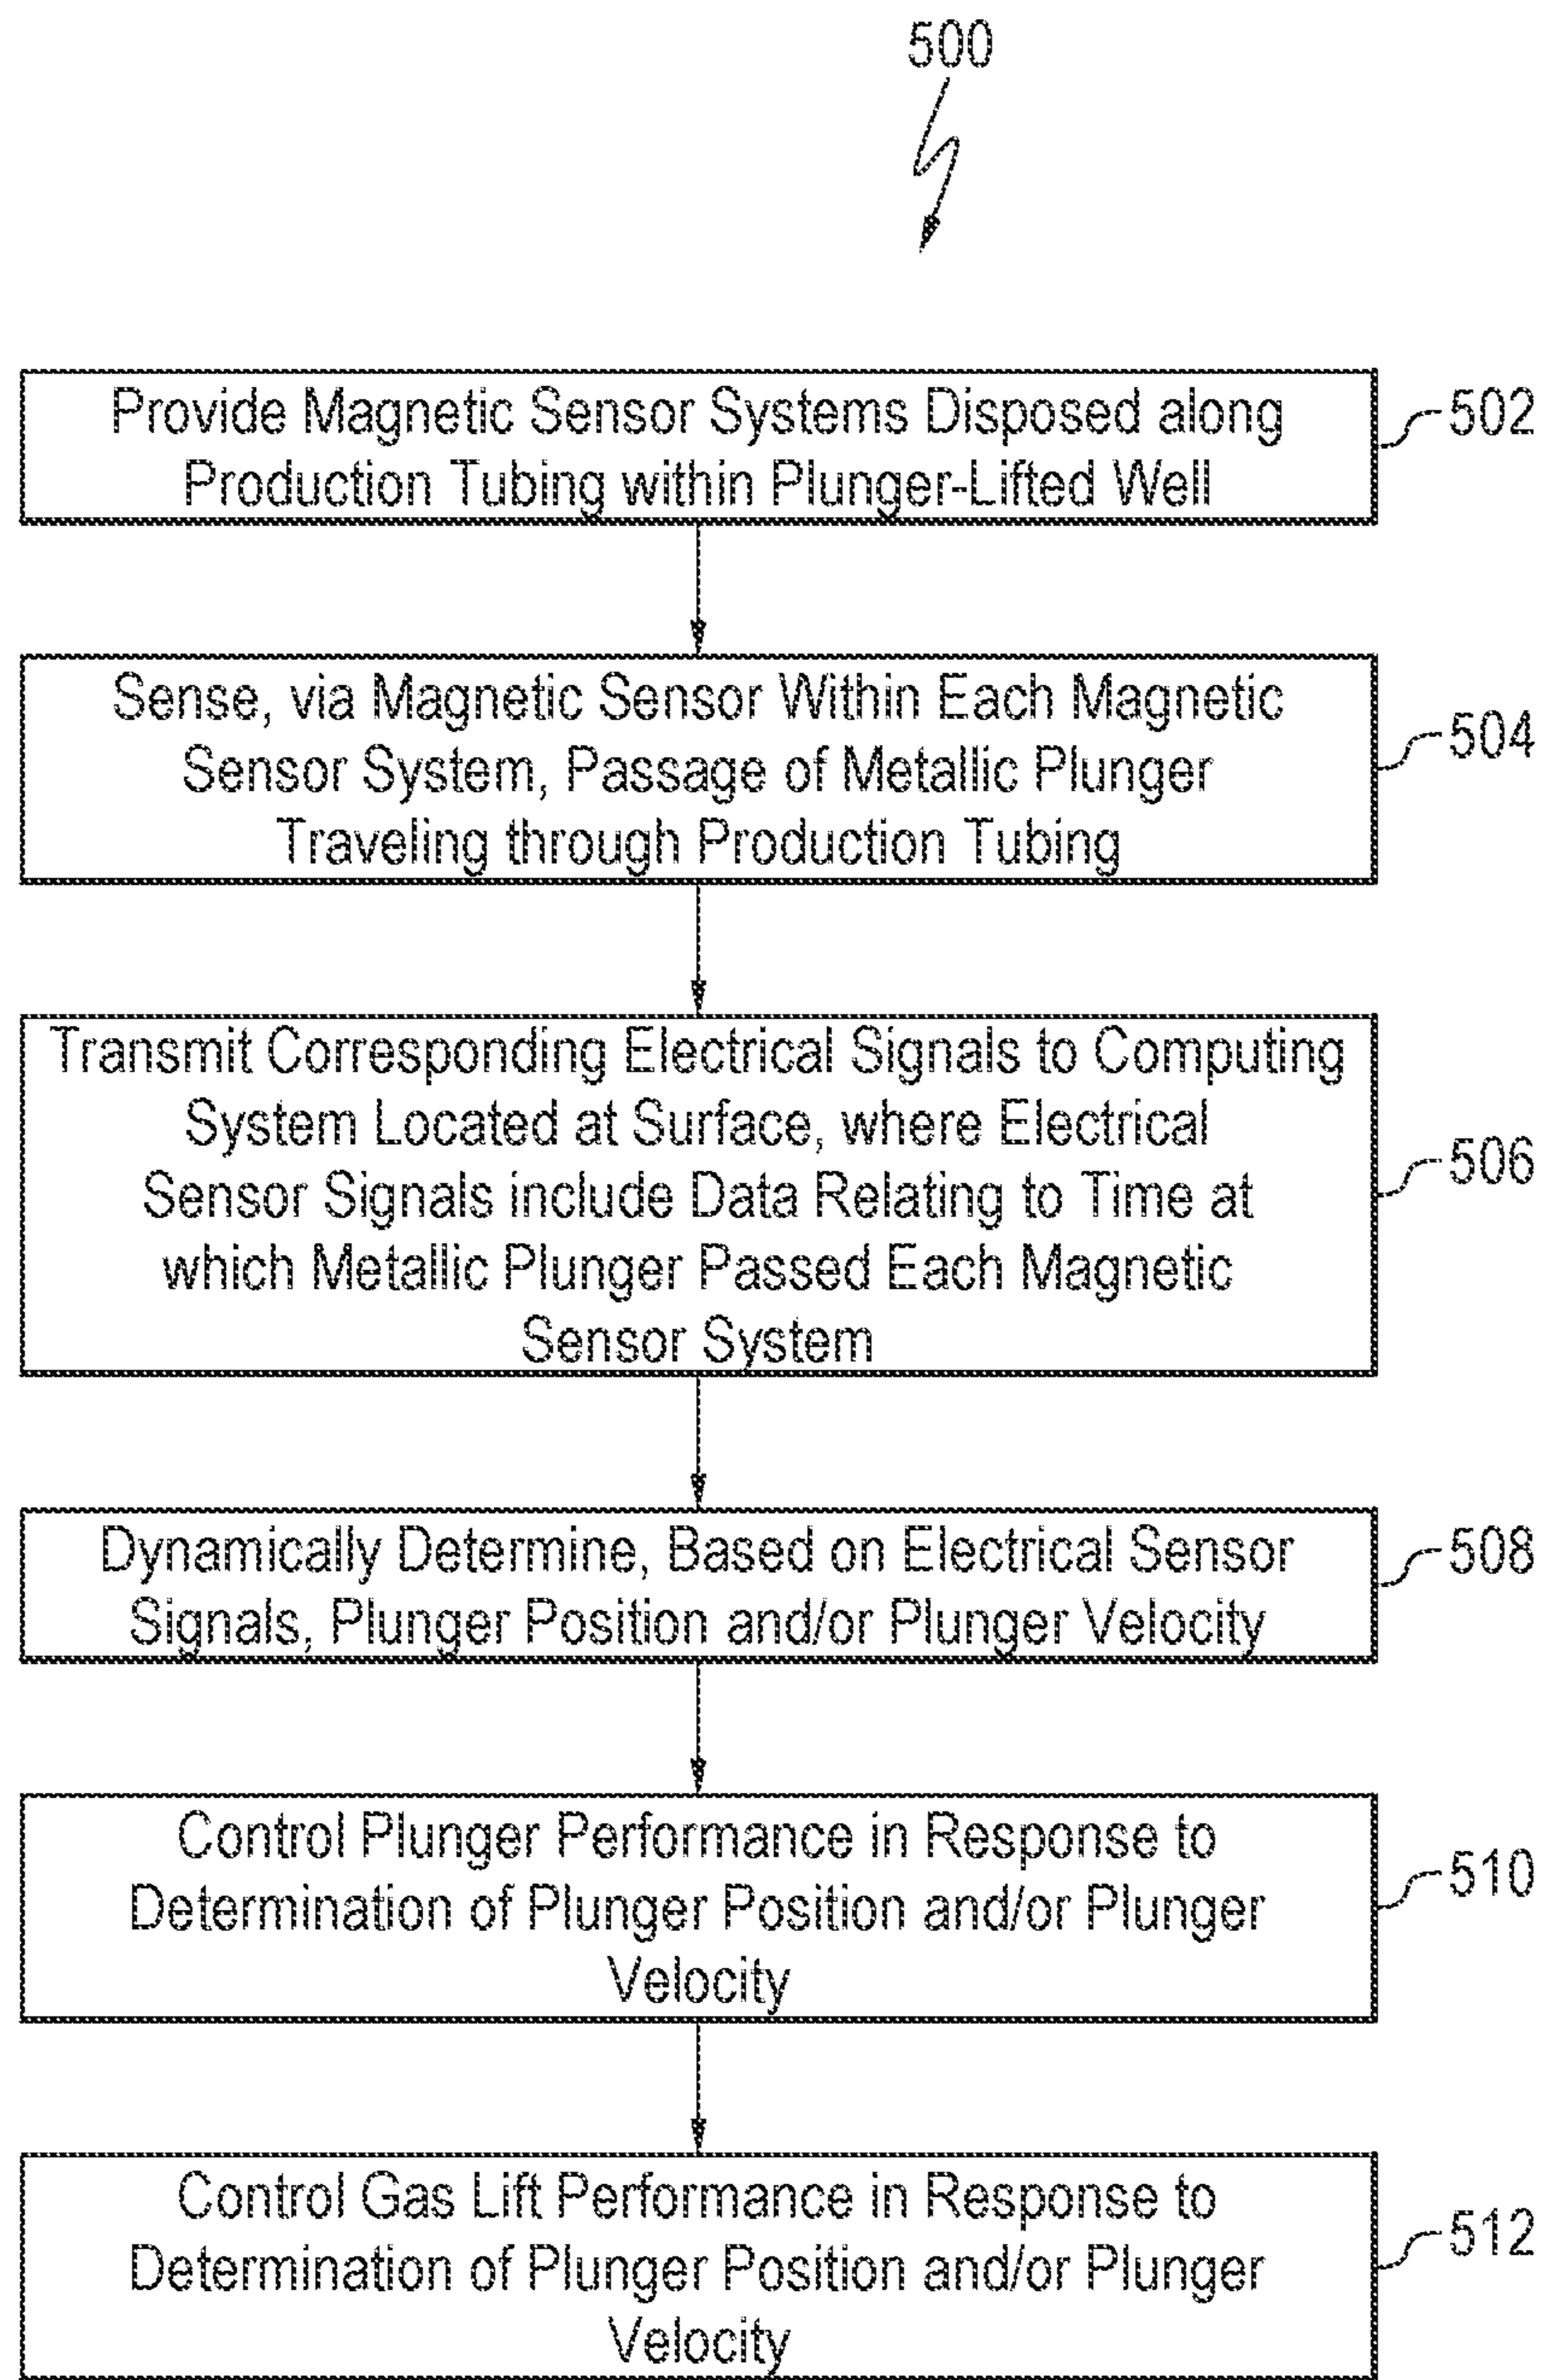 500
Provide Magnetic Sensor Systems Disposed along
Production Tubing within Plunger-Lifted Well
502
Sense, via Magnetic Sensor Within Each Magnetic
Sensor System, Passage of Metallic Plunger
Traveling through Production Tubing
504
Transmit Corresponding Electrical Signals to Computing
System Located at Surface, where Electrical
Sensor Signals include Data Relating to Time at
which Metallic Plunger Passed Each Magnetic
Sensor System
506
Dynamically Determine, Based on Electrical Sensor
Signals, Plunger Position and/or Plunger Velocity
508
Control Plunger Performance in Response to
Determination of Plunger Position and/or Plunger
Velocity
510
Control Gas Lift Performance in Response to
Determination of Plunger Position and/or Plunger
Velocity
512